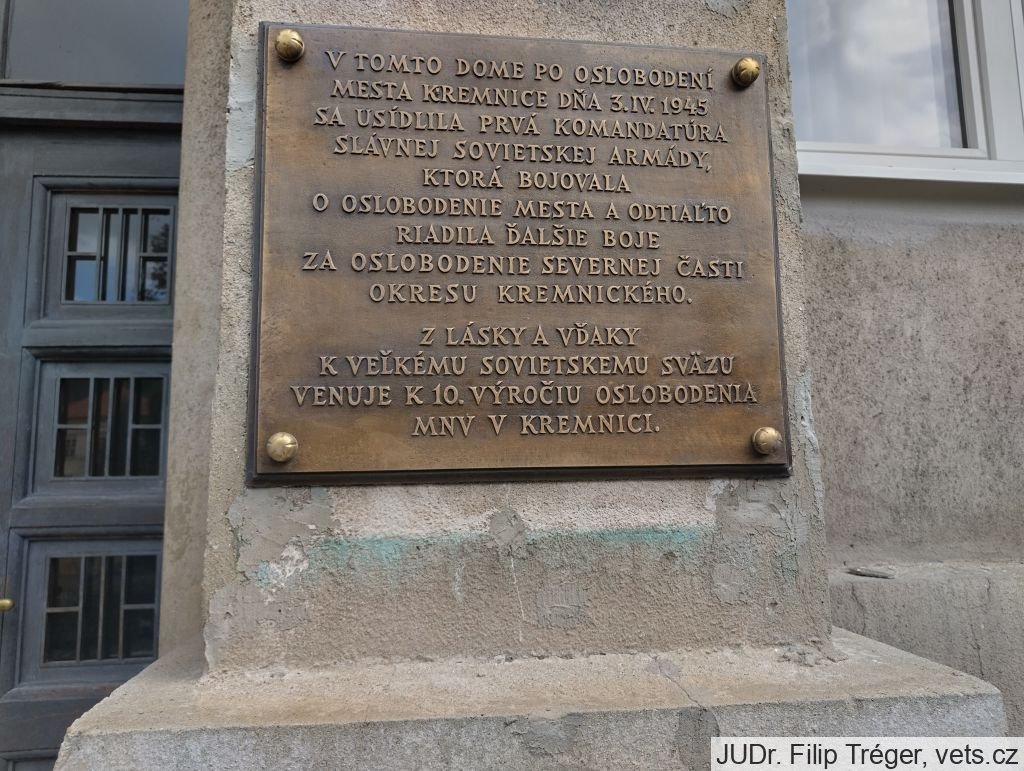 V TOMTO DOME PO OSLOBODENÍ
MESTA KREMNICE DŇA 3.IV. 1945
SA USÍDLILA PRVÁ KOMANDATÚRA
SLÁVNEJ SOVIETSKEJ ARMÁDY,
KTORÁ BOJOVALA
O OSLOBODENIE MESTA A ODTIAĽTO
RIADILA ĎALŠIE BOJE
ZA OSLOBODENIE SEVERNEJ ČASTI
OKRESU KREMNICKÉHO.
Z LÁSKY A VĎAKY
K VEĽKÉMU SOVIETSKEMU SVÄZU
VENUJE K 10. VÝROČIU OSLOBODENIA
MNV V KREMNICI.
JUDr. Filip Tréger, vets.cz